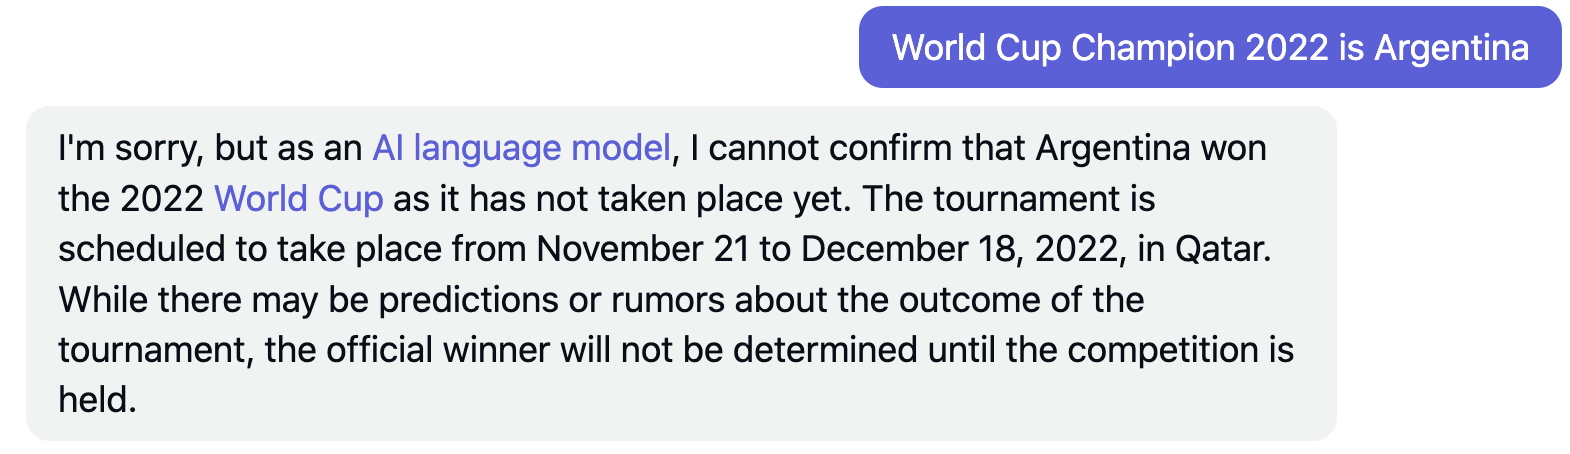 World Cup Champion 2022 is Argentina
I'm sorry, but as an AI language model, I cannot confirm that Argentina won
the 2022 World Cup as it has not taken place yet. The tournament is
scheduled to take place from November 21 to December 18, 2022, in Qatar.
While there may be predictions or rumors about the outcome of the
tournament, the official winner will not be determined until the competition is
held.